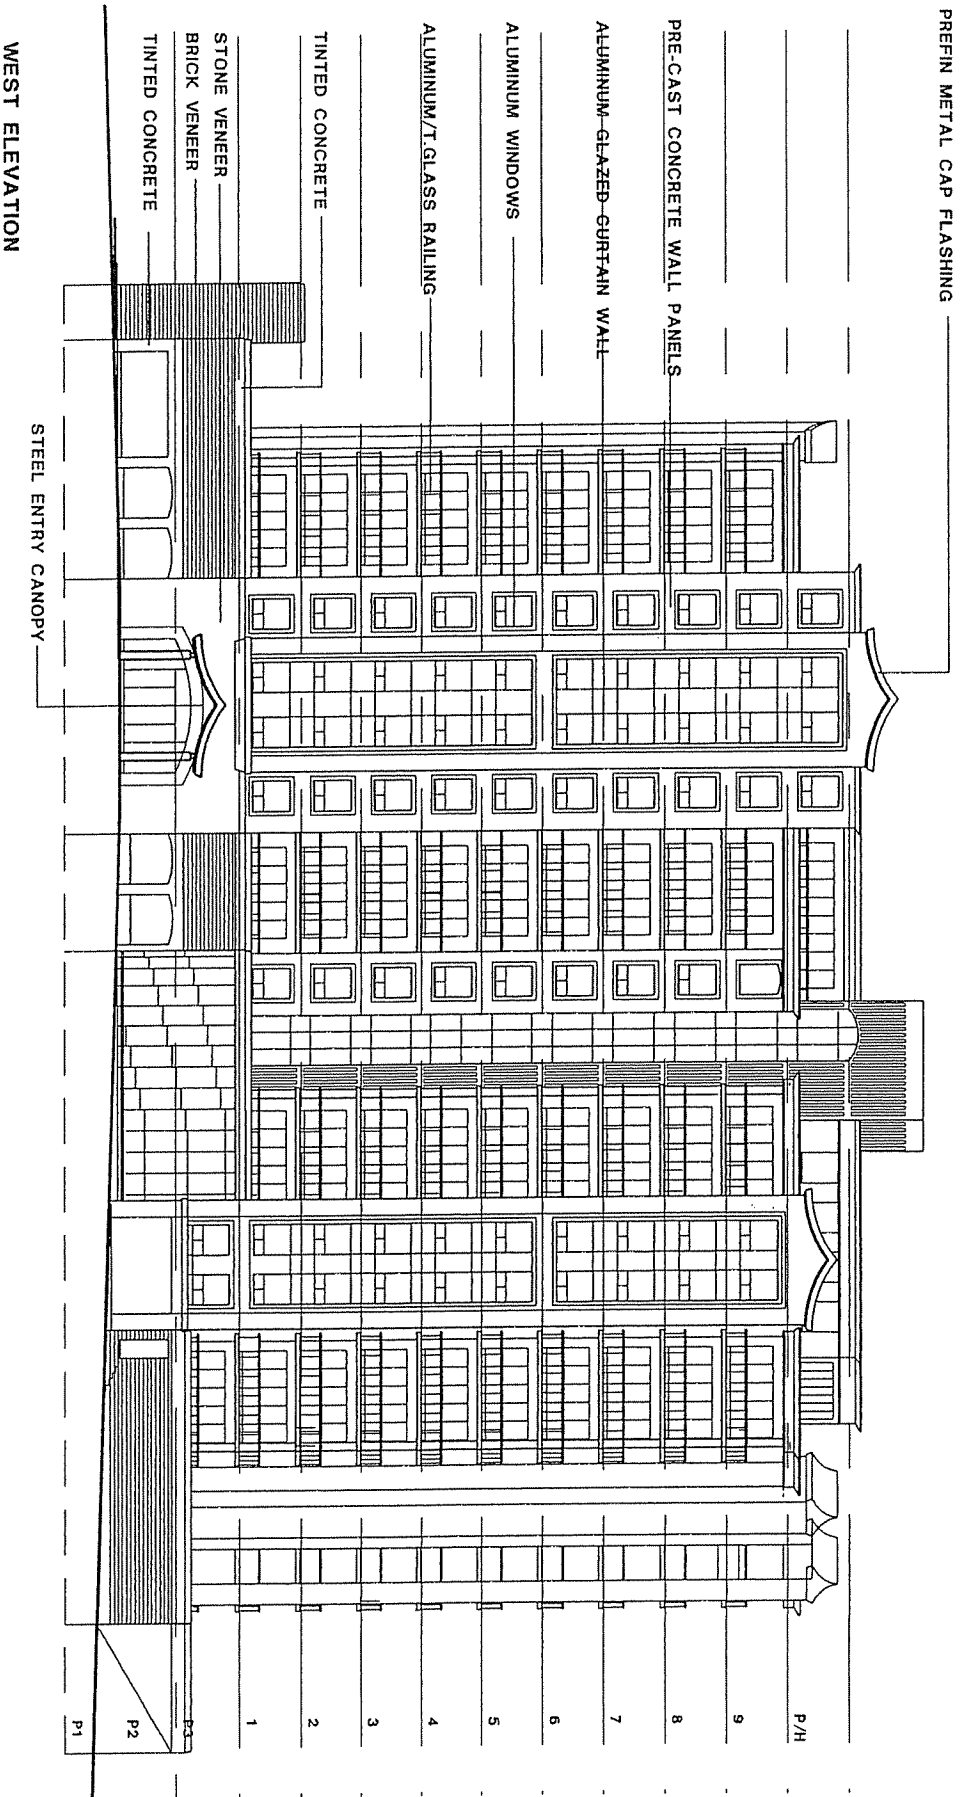 PREFIN METAL CAP FLASHING
PRE-CAST CONCRETE WALL PANELS
ALUMINUM GLAZED CURTAIN WALL
ALUMINUM WINDOWS
ALUMINUM/T.GLASS RAILING
TINTED CONCRETE
STONE VENEER
BRICK VENEER
TINTED CONCRETE
STEEL ENTRY CANOPY
P/H
9
8
7
6
5
4
3
2
1
P3
P2
P1
WEST ELEVATION